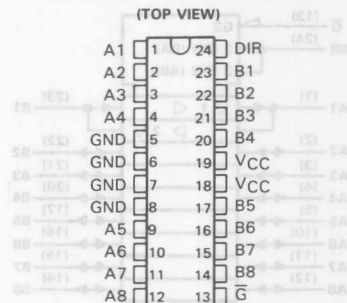 (TOP VIEW)
A1 1 24 DIR
A2 2 23 B1
A3 3 22 B2
A4 4 21 B3
GND 5 20 B4
GND 6 19 VCC
GND 7 18 VCC
GND 8 17 B5
A5 9 16 B6
A6 10 15 B7
A7 11 14 B8
A8 12 13 G̅